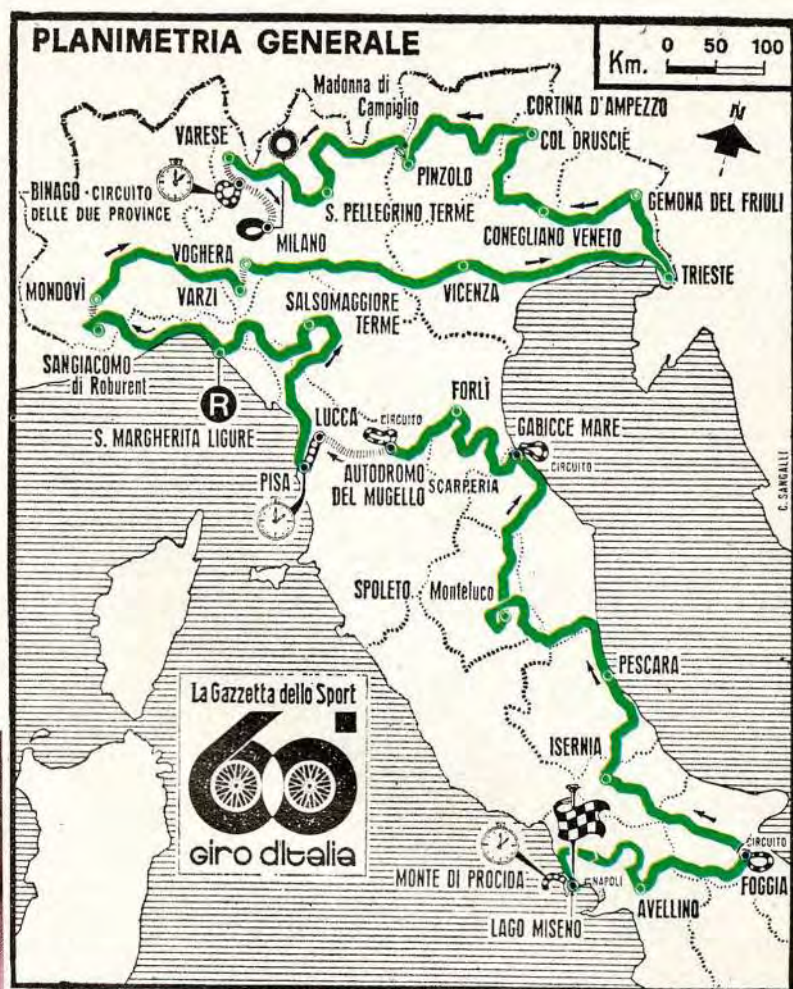 PLANIMETRIA GENERALE
Km. 0 50 100
N
Madonna di
Campiglio
CORTINA D'AMPEZZO
COL DRUSCIÈ
VARESE
PINZOLO
BINAGO - CIRCUITO
DELLE DUE PROVINCE
S. PELLEGRINO TERME
GEMONA DEL FRIULI
MILANO
CONEGLIANO VENETO
VOGHERA
VARZI
VICENZA
TRIESTE
MONDOVÌ
SALSOMAGGIORE
TERME
SANGIACOMO
di Roburent
R
S. MARGHERITA LIGURE
LUCCA
CIRCUITO
FORLÌ
GABICCE MARE
CIRCUITO
PISA
AUTODROMO
DEL MUGELLO
SCARPERIA
C. SANGALLI
SPOLETO
Monteluco
PESCARA
La Gazzetta dello Sport
60°
Giro d'Italia
ISERNIA
MONTE DI PROCIDA
NAPOLI
LAGO MISENO
AVELLINO
CIRCUITO
FOGGIA